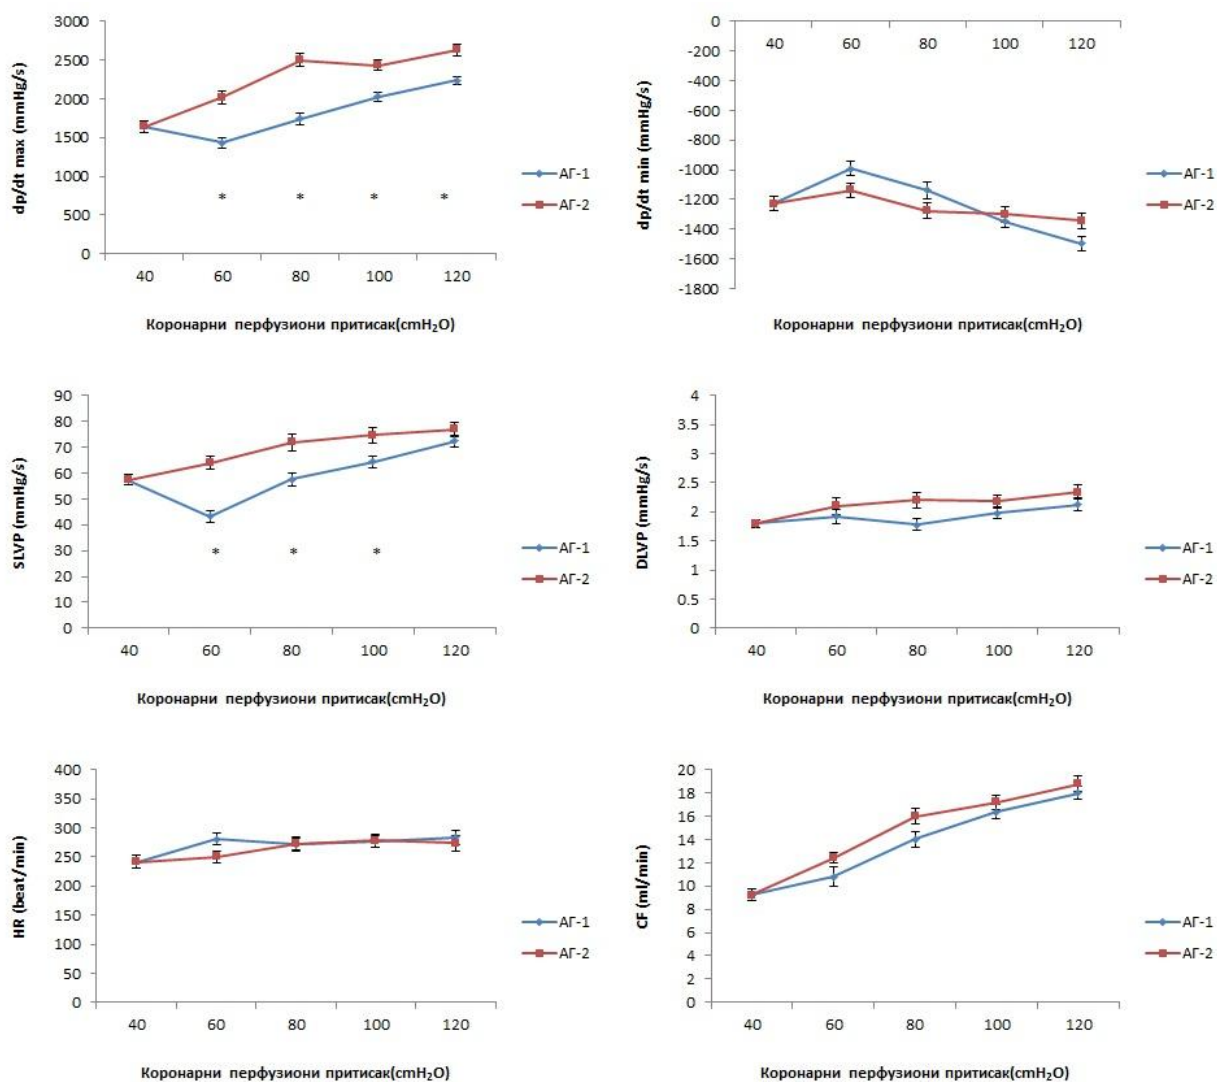 dp/dt max (mmHg/s)
3000
2500
2000
1500
1000
500
0
* * * *
40 60 80 100 120
Коронарни перфузиони притисак(cmH₂O)
АГ-1
АГ-2
dp/dt min (mmHg/s)
0
-200
-400
-600
-800
-1000
-1200
-1400
-1600
-1800
40 60 80 100 120
Коронарни перфузиони притисак(cmH₂O)
АГ-1
АГ-2
SLVP (mmHg/s)
90
80
70
60
50
40
30
20
10
0
* * *
40 60 80 100 120
Коронарни перфузиони притисак(cmH₂O)
АГ-1
АГ-2
DLVP (mmHg/s)
4
3.5
3
2.5
2
1.5
1
0.5
0
40 60 80 100 120
Коронарни перфузиони притисак(cmH₂O)
АГ-1
АГ-2
HR (beat/min)
400
350
300
250
200
150
100
50
0
40 60 80 100 120
Коронарни перфузиони притисак(cmH₂O)
АГ-1
АГ-2
CF (ml/min)
20
18
16
14
12
10
8
6
4
2
0
40 60 80 100 120
Коронарни перфузиони притисак(cmH₂O)
АГ-1
АГ-2